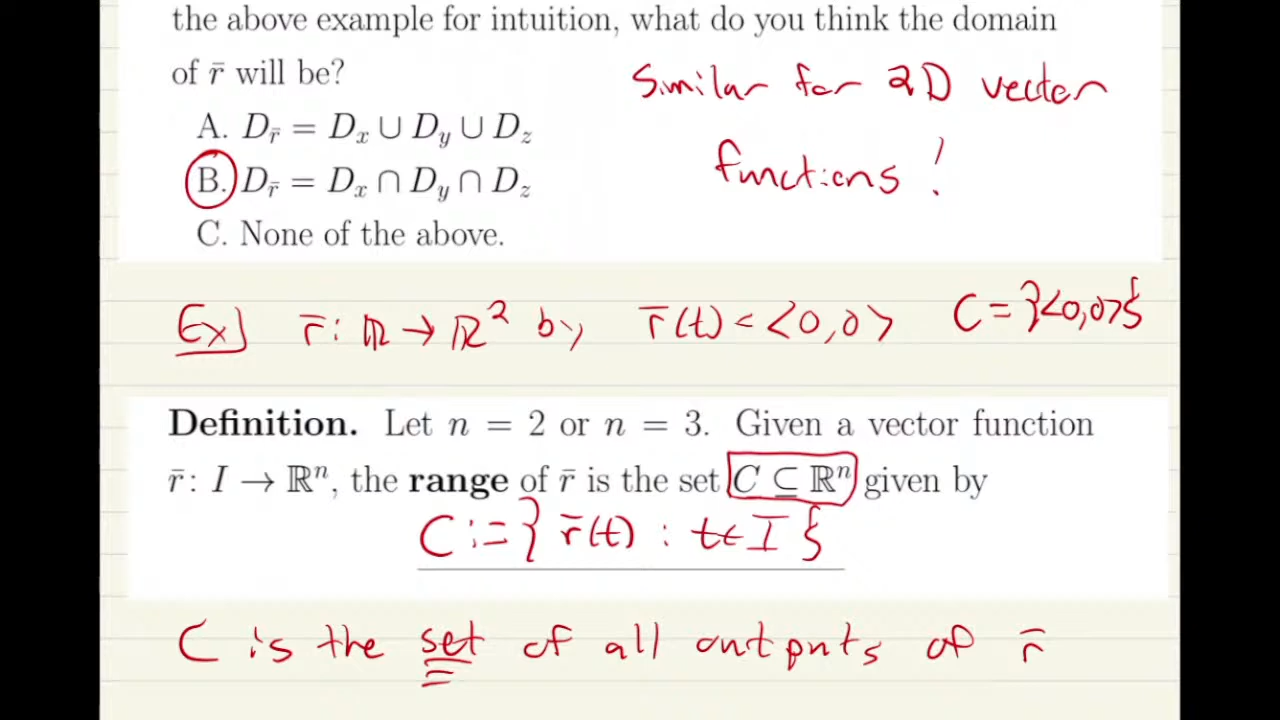 the above example for intuition, what do you think the domain
of r̄ will be?
Similar for 2D vector
functions!
A. D_r̄ = D_x ∪ D_y ∪ D_z
B. D_r̄ = D_x ∩ D_y ∩ D_z
C. None of the above.
Ex] r̄: ℝ → ℝ² by r̄(t) = <0,0> C = {<0,0>}
Definition. Let n = 2 or n = 3. Given a vector function
r̄: I → ℝⁿ, the range of r̄ is the set C ⊆ ℝⁿ given by
C := { r̄(t) : t ∈ I }
C is the set of all outputs of r̄